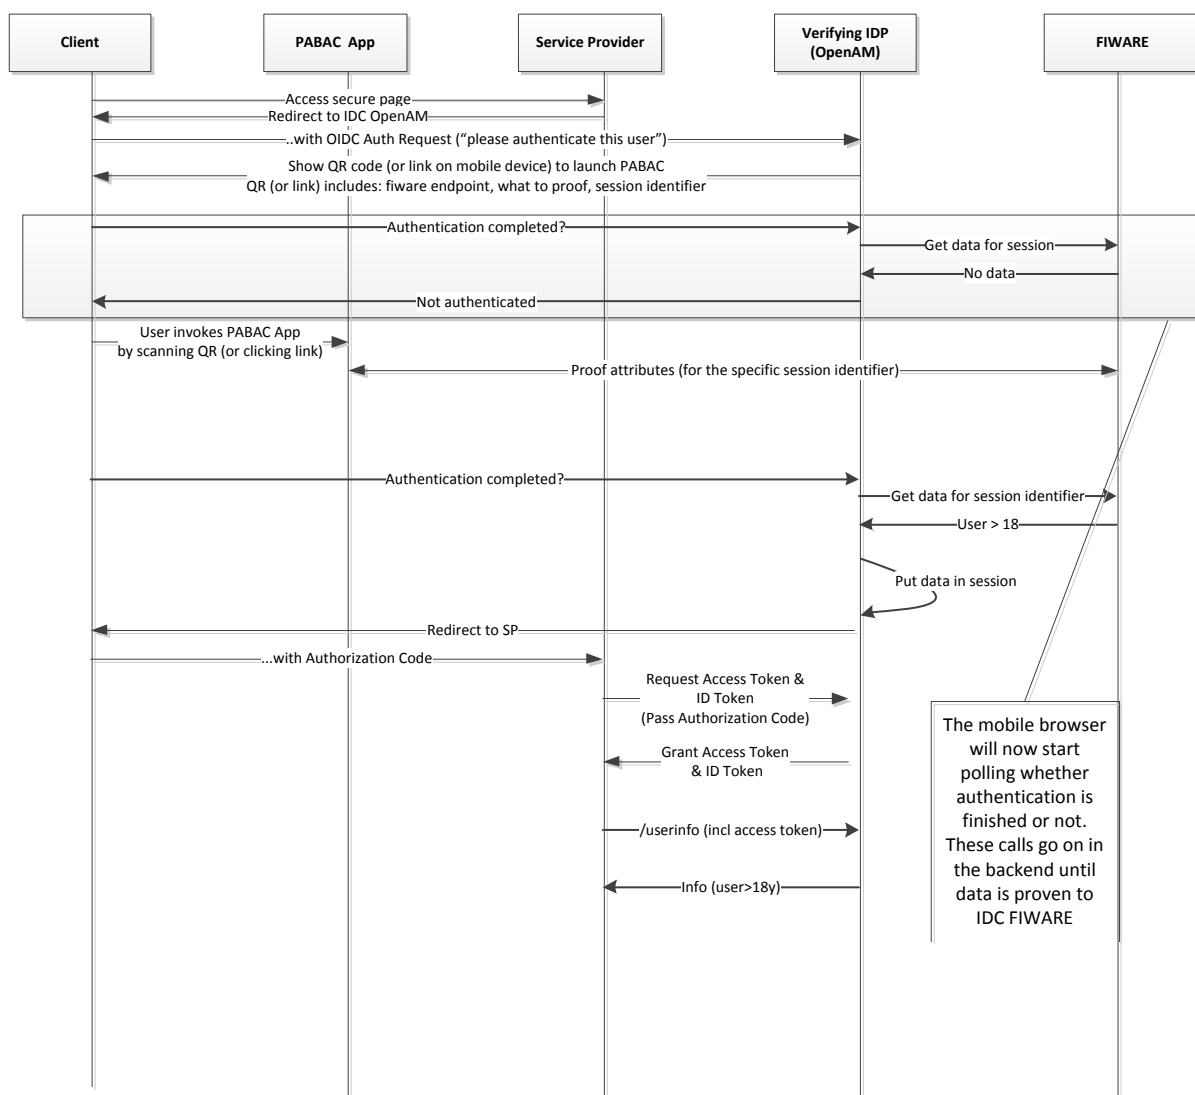 Client
PABAC  App
Service Provider
Verifying IDP
(OpenAM)
FIWARE
Access secure page
Redirect to IDC OpenAM
..with OIDC Auth Request (“please authenticate this user”)
Show QR code (or link on mobile device) to launch PABAC
QR (or link) includes: fiware endpoint, what to proof, session identifier
Authentication completed?
Get data for session
No data
Not authenticated
User invokes PABAC App
by scanning QR (or clicking link)
Proof attributes (for the specific session identifier)
Authentication completed?
Get data for session identifier
User > 18
Put data in session
Redirect to SP
...with Authorization Code
Request Access Token &
ID Token
(Pass Authorization Code)
Grant Access Token
& ID Token
/userinfo (incl access token)
Info (user>18y)
The mobile browser
will now start
polling whether
authentication is
finished or not.
These calls go on in
the backend until
data is proven to
IDC FIWARE